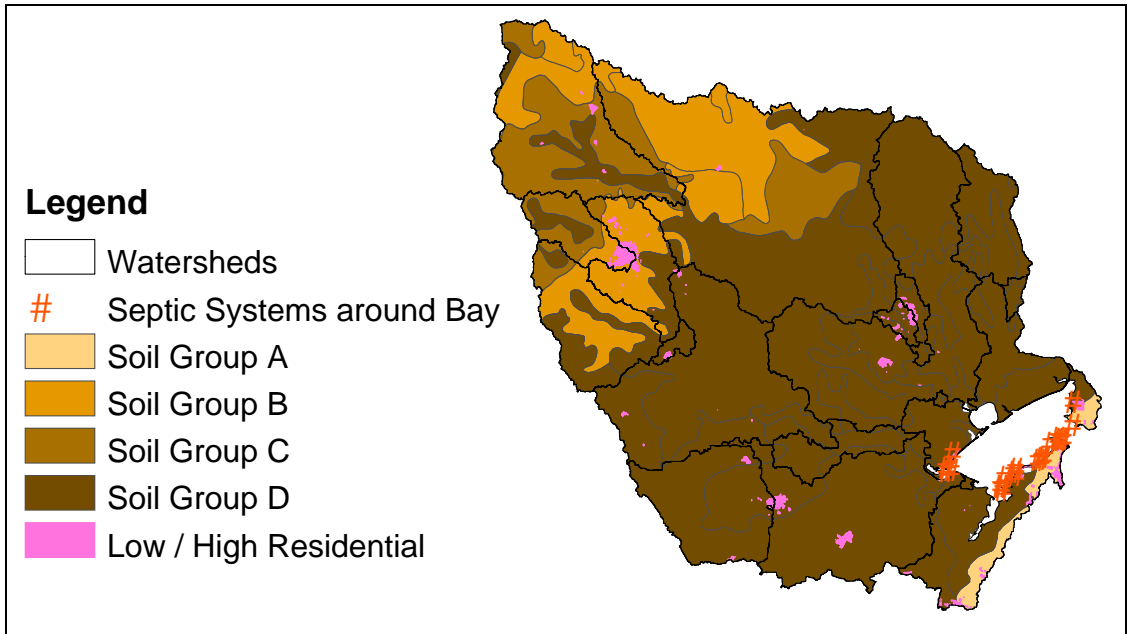 Legend
Watersheds
# Septic Systems around Bay
Soil Group A
Soil Group B
Soil Group C
Soil Group D
Low / High Residential